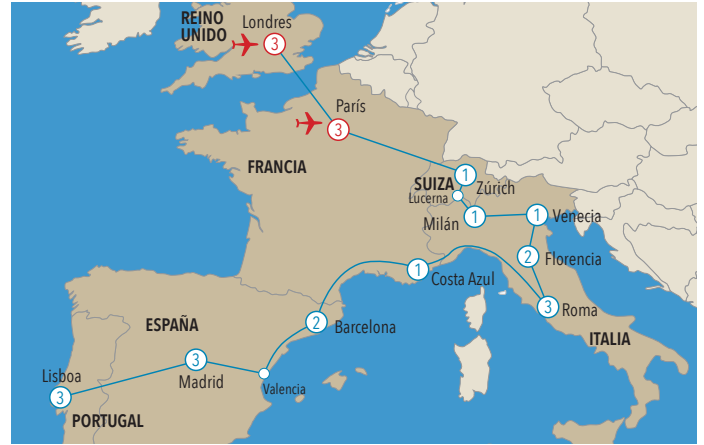 REINO
UNIDO
Londres
3
París
3
FRANCIA
SUIZA
1
Zúrich
Lucerna
Milán
1
1
Venecia
2
Florencia
1
Costa Azul
3
Roma
ITALIA
2
Barcelona
ESPAÑA
3
Madrid
Valencia
Lisboa
3
PORTUGAL